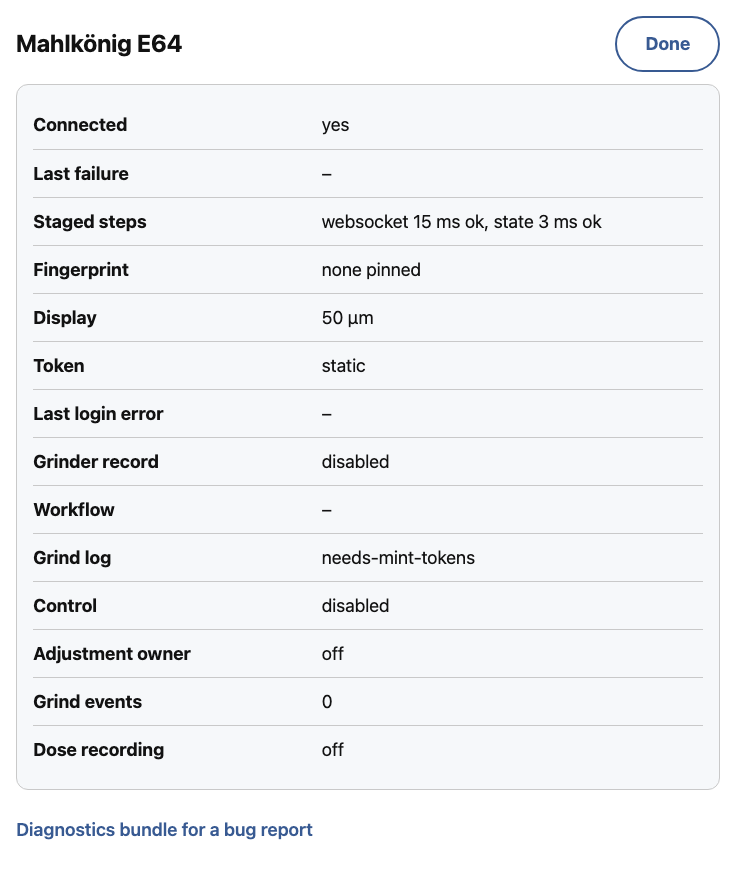 Mahlkönig E64
Done
Connected yes
Last failure –
Staged steps websocket 15 ms ok, state 3 ms ok
Fingerprint none pinned
Display 50 µm
Token static
Last login error –
Grinder record disabled
Workflow –
Grind log needs-mint-tokens
Control disabled
Adjustment owner off
Grind events 0
Dose recording off
Diagnostics bundle for a bug report